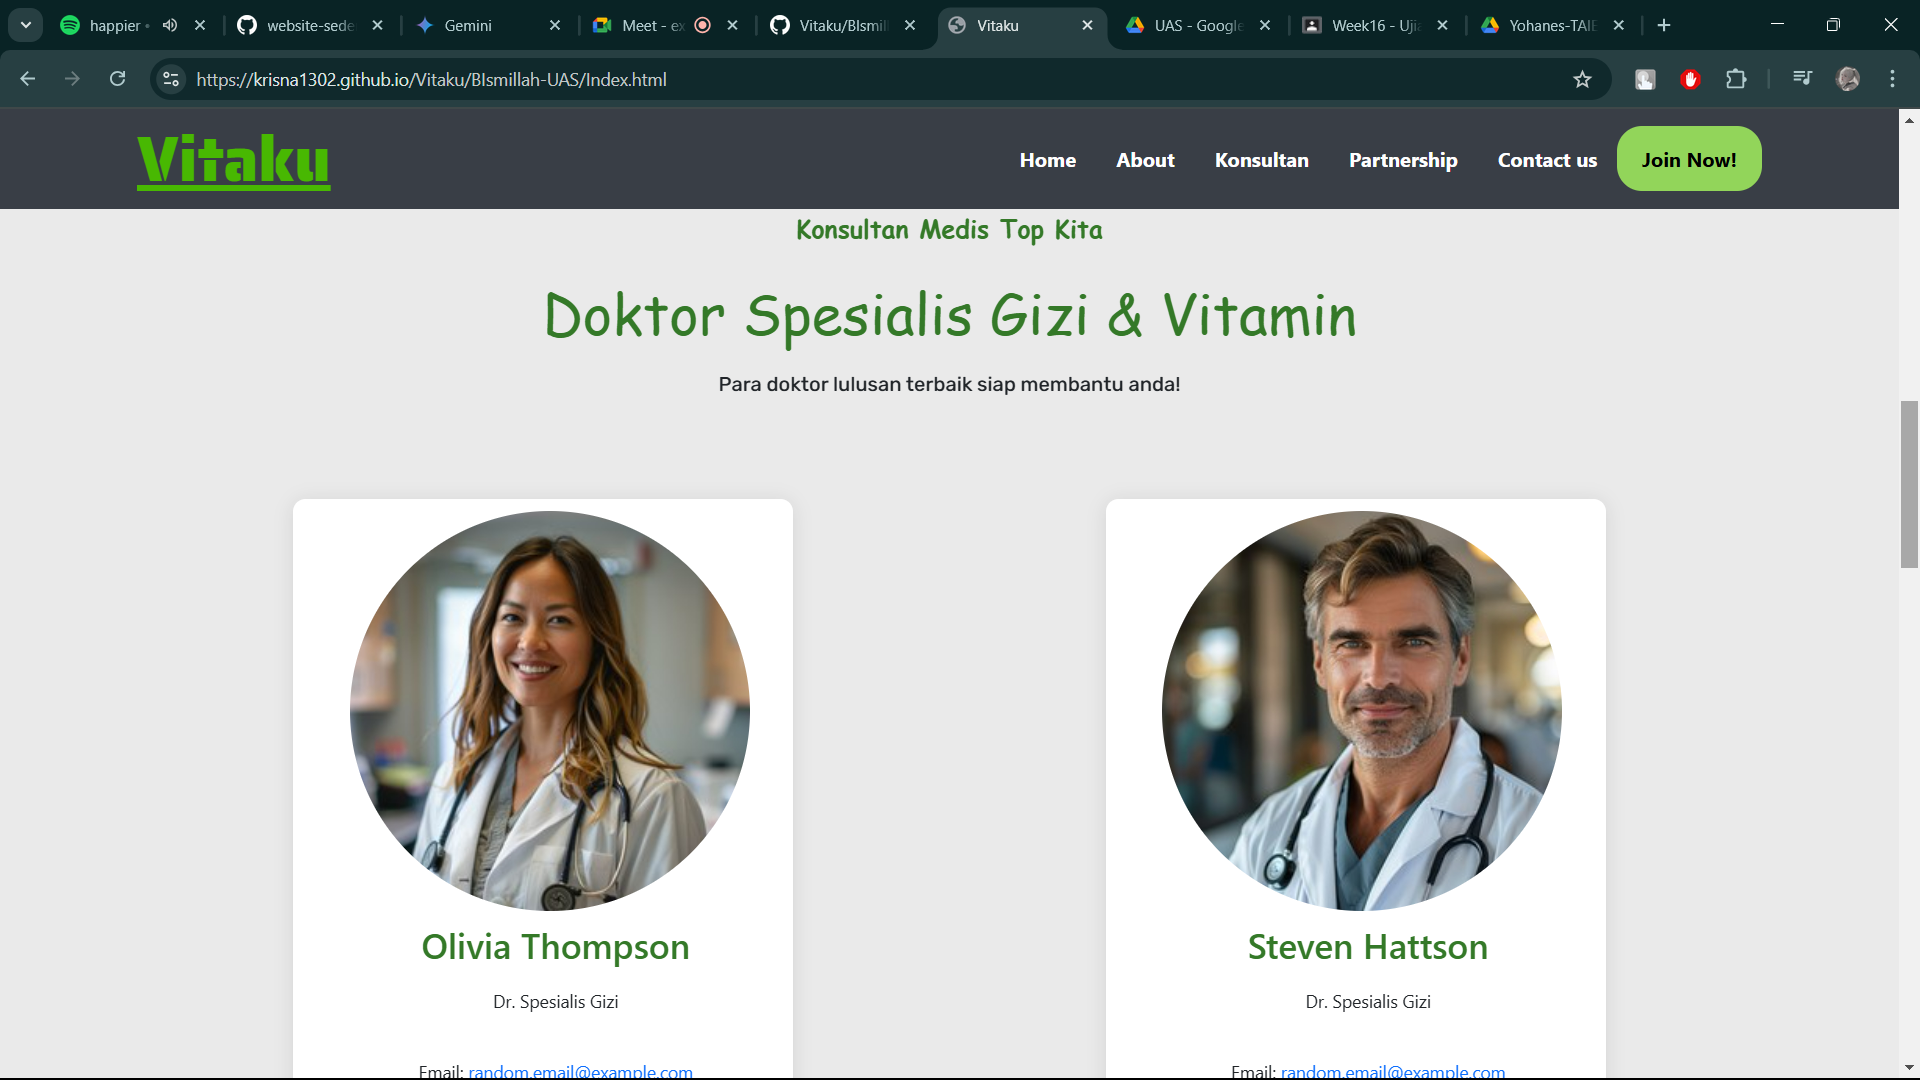 happier
website-sede
Gemini
Meet - ex
Vitaku/BIsmil
Vitaku
UAS - Google
Week16 - Uji
Yohanes-TAIE
https://krisna1302.github.io/Vitaku/BIsmillah-UAS/Index.html
Vitaku
Home
About
Konsultan
Partnership
Contact us
Join Now!
Konsultan Medis Top Kita
Doktor Spesialis Gizi & Vitamin
Para doktor lulusan terbaik siap membantu anda!
Olivia Thompson
Dr. Spesialis Gizi
Email: random.email@example.com
Steven Hattson
Dr. Spesialis Gizi
Email: random.email@example.com